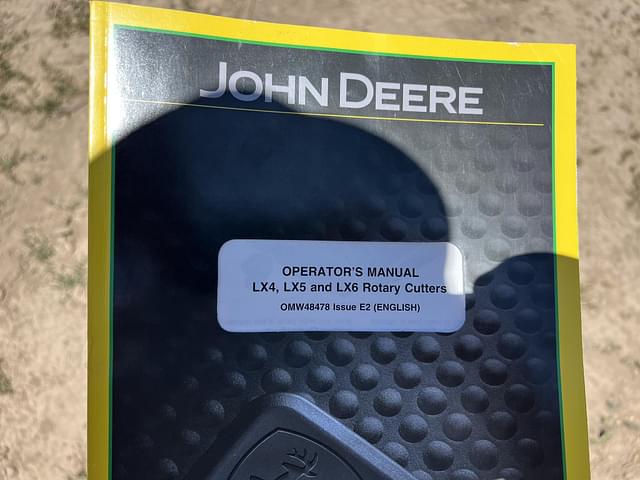 JOHN DEERE
OPERATOR'S MANUAL
LX4, LX5 and LX6 Rotary Cutters
OMW48478 Issue E2 (ENGLISH)